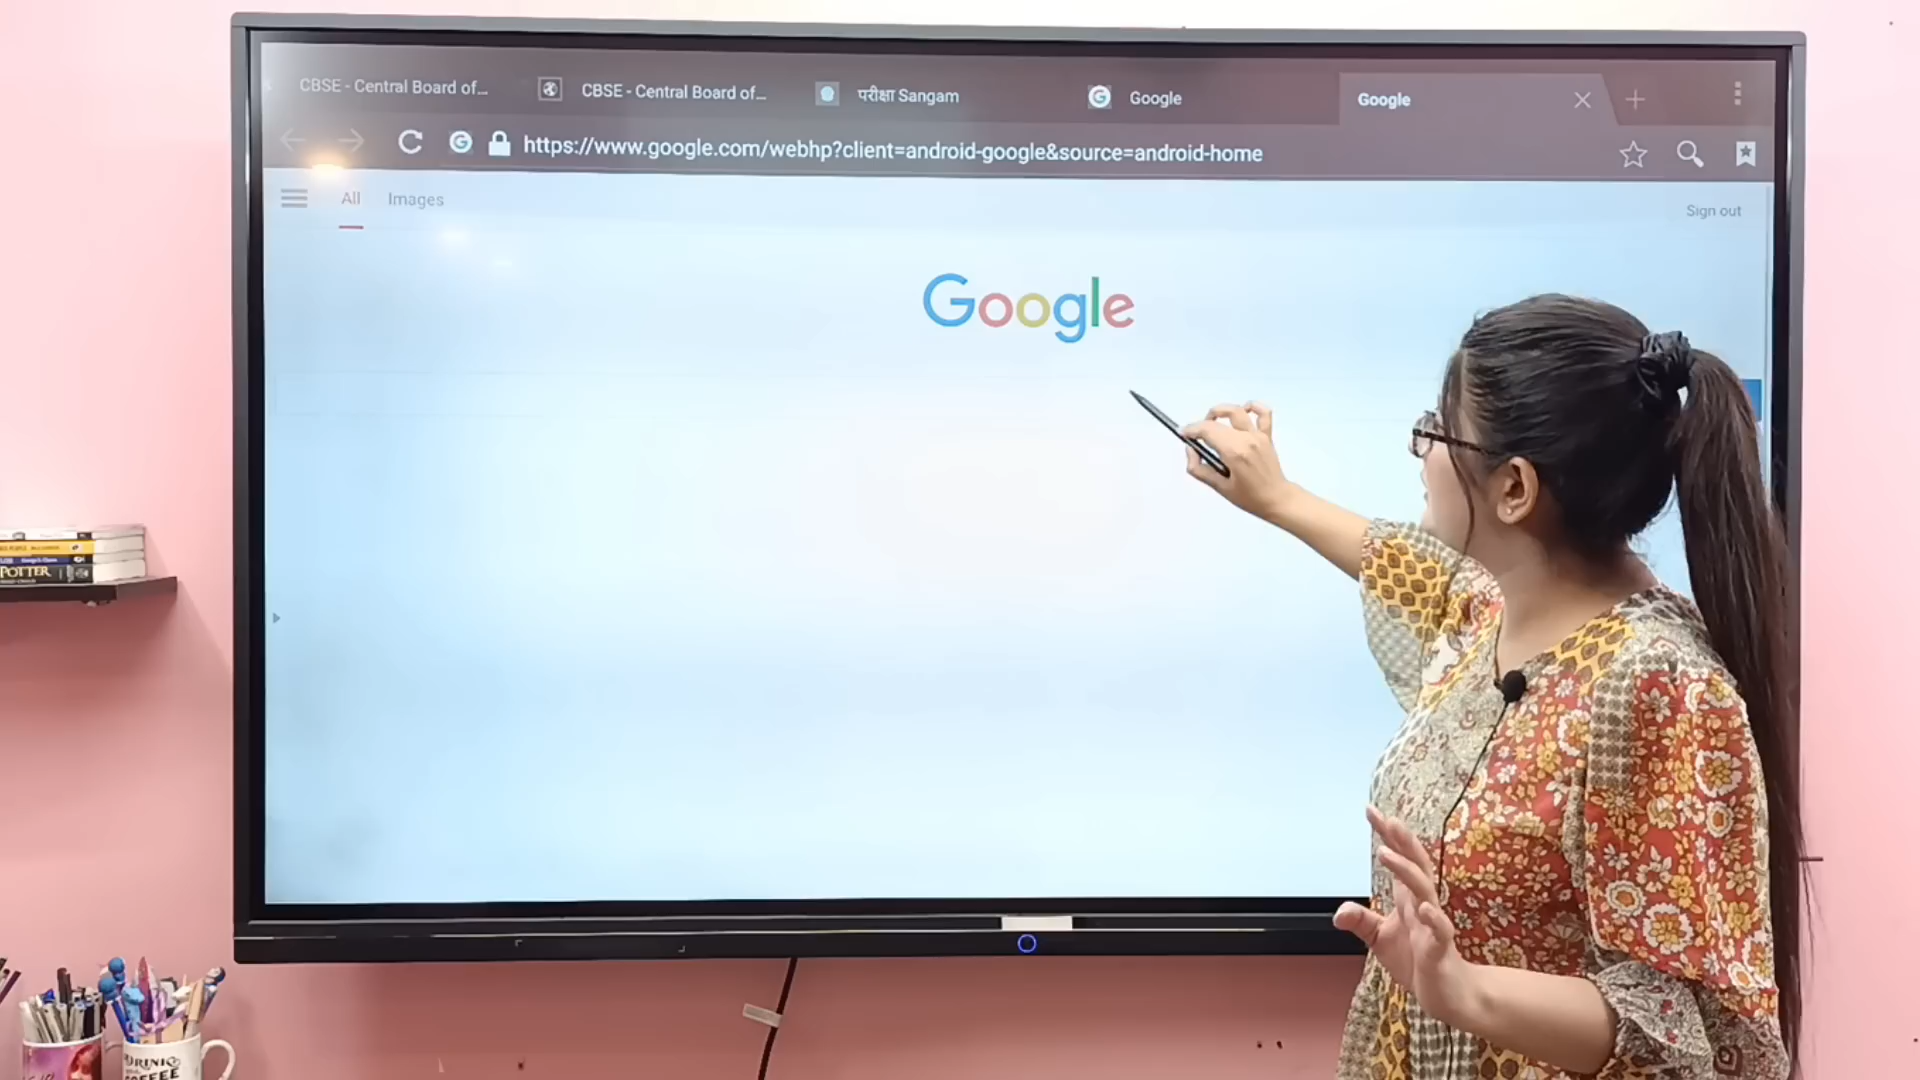 CBSE - Central Board of...
CBSE - Central Board of...
परीक्षा Sangam
Google
Google
https://www.google.com/webhp?client=android-google&source=android-home
All
Images
Sign out
Google
POTTER
COFFEE